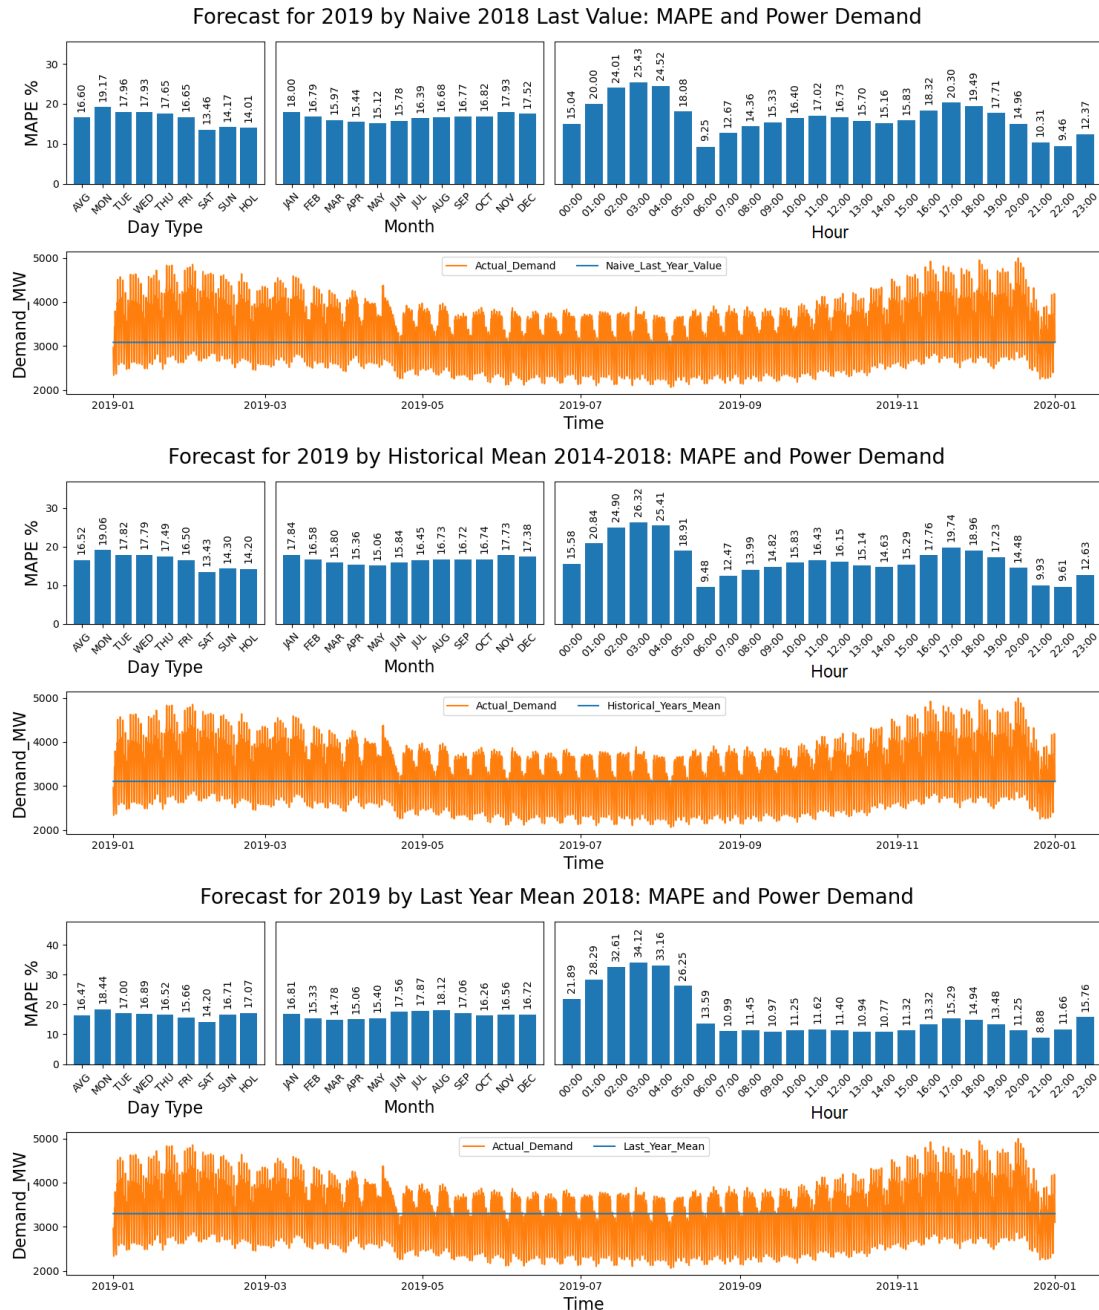 Forecast for 2019 by Naive 2018 Last Value: MAPE and Power Demand
MAPE %
30
20
10
0
16.60 19.17 17.96 17.93 17.65 16.65 13.46 14.17 14.01
AVG MON TUE WED THU FRI SAT SUN HOL
Day Type
18.00 16.79 15.97 15.44 15.12 15.78 16.39 16.68 16.77 16.82 17.93 17.52
JAN FEB MAR APR MAY JUN JUL AUG SEP OCT NOV DEC
Month
15.04 20.00 24.01 25.43 24.52 18.08 9.25 12.67 14.36 15.33 16.40 17.02 16.73 15.70 15.16 15.83 18.32 20.30 19.49 17.71 14.96 10.31 9.46 12.37
00:00 01:00 02:00 03:00 04:00 05:00 06:00 07:00 08:00 09:00 10:00 11:00 12:00 13:00 14:00 15:00 16:00 17:00 18:00 19:00 20:00 21:00 22:00 23:00
Hour
Demand_MW
5000
4000
3000
2000
Actual_Demand Naive_Last_Year_Value
2019-01 2019-03 2019-05 2019-07 2019-09 2019-11 2020-01
Time
Forecast for 2019 by Historical Mean 2014-2018: MAPE and Power Demand
MAPE %
30
20
10
0
16.52 19.06 17.82 17.79 17.49 16.50 13.43 14.30 14.20
AVG MON TUE WED THU FRI SAT SUN HOL
Day Type
17.84 16.58 15.80 15.36 15.06 15.84 16.45 16.73 16.72 16.74 17.73 17.38
JAN FEB MAR APR MAY JUN JUL AUG SEP OCT NOV DEC
Month
15.58 20.84 24.90 26.32 25.41 18.91 9.48 12.47 13.99 14.82 15.83 16.43 16.15 15.14 14.63 15.29 17.76 19.74 18.96 17.23 14.48 9.93 9.61 12.63
00:00 01:00 02:00 03:00 04:00 05:00 06:00 07:00 08:00 09:00 10:00 11:00 12:00 13:00 14:00 15:00 16:00 17:00 18:00 19:00 20:00 21:00 22:00 23:00
Hour
Demand_MW
5000
4000
3000
2000
Actual_Demand Historical_Years_Mean
2019-01 2019-03 2019-05 2019-07 2019-09 2019-11 2020-01
Time
Forecast for 2019 by Last Year Mean 2018: MAPE and Power Demand
MAPE %
40
30
20
10
0
16.47 18.44 17.00 16.89 16.52 15.66 14.20 16.71 17.07
AVG MON TUE WED THU FRI SAT SUN HOL
Day Type
16.81 15.33 14.78 15.06 15.40 17.56 17.87 18.12 17.06 16.26 16.56 16.72
JAN FEB MAR APR MAY JUN JUL AUG SEP OCT NOV DEC
Month
21.89 28.29 32.61 34.12 33.16 26.25 13.59 10.99 11.45 10.97 11.25 11.62 11.40 10.94 10.77 11.32 13.32 15.29 14.94 13.48 11.25 8.88 11.66 15.76
00:00 01:00 02:00 03:00 04:00 05:00 06:00 07:00 08:00 09:00 10:00 11:00 12:00 13:00 14:00 15:00 16:00 17:00 18:00 19:00 20:00 21:00 22:00 23:00
Hour
Demand_MW
5000
4000
3000
2000
Actual_Demand Last_Year_Mean
2019-01 2019-03 2019-05 2019-07 2019-09 2019-11 2020-01
Time